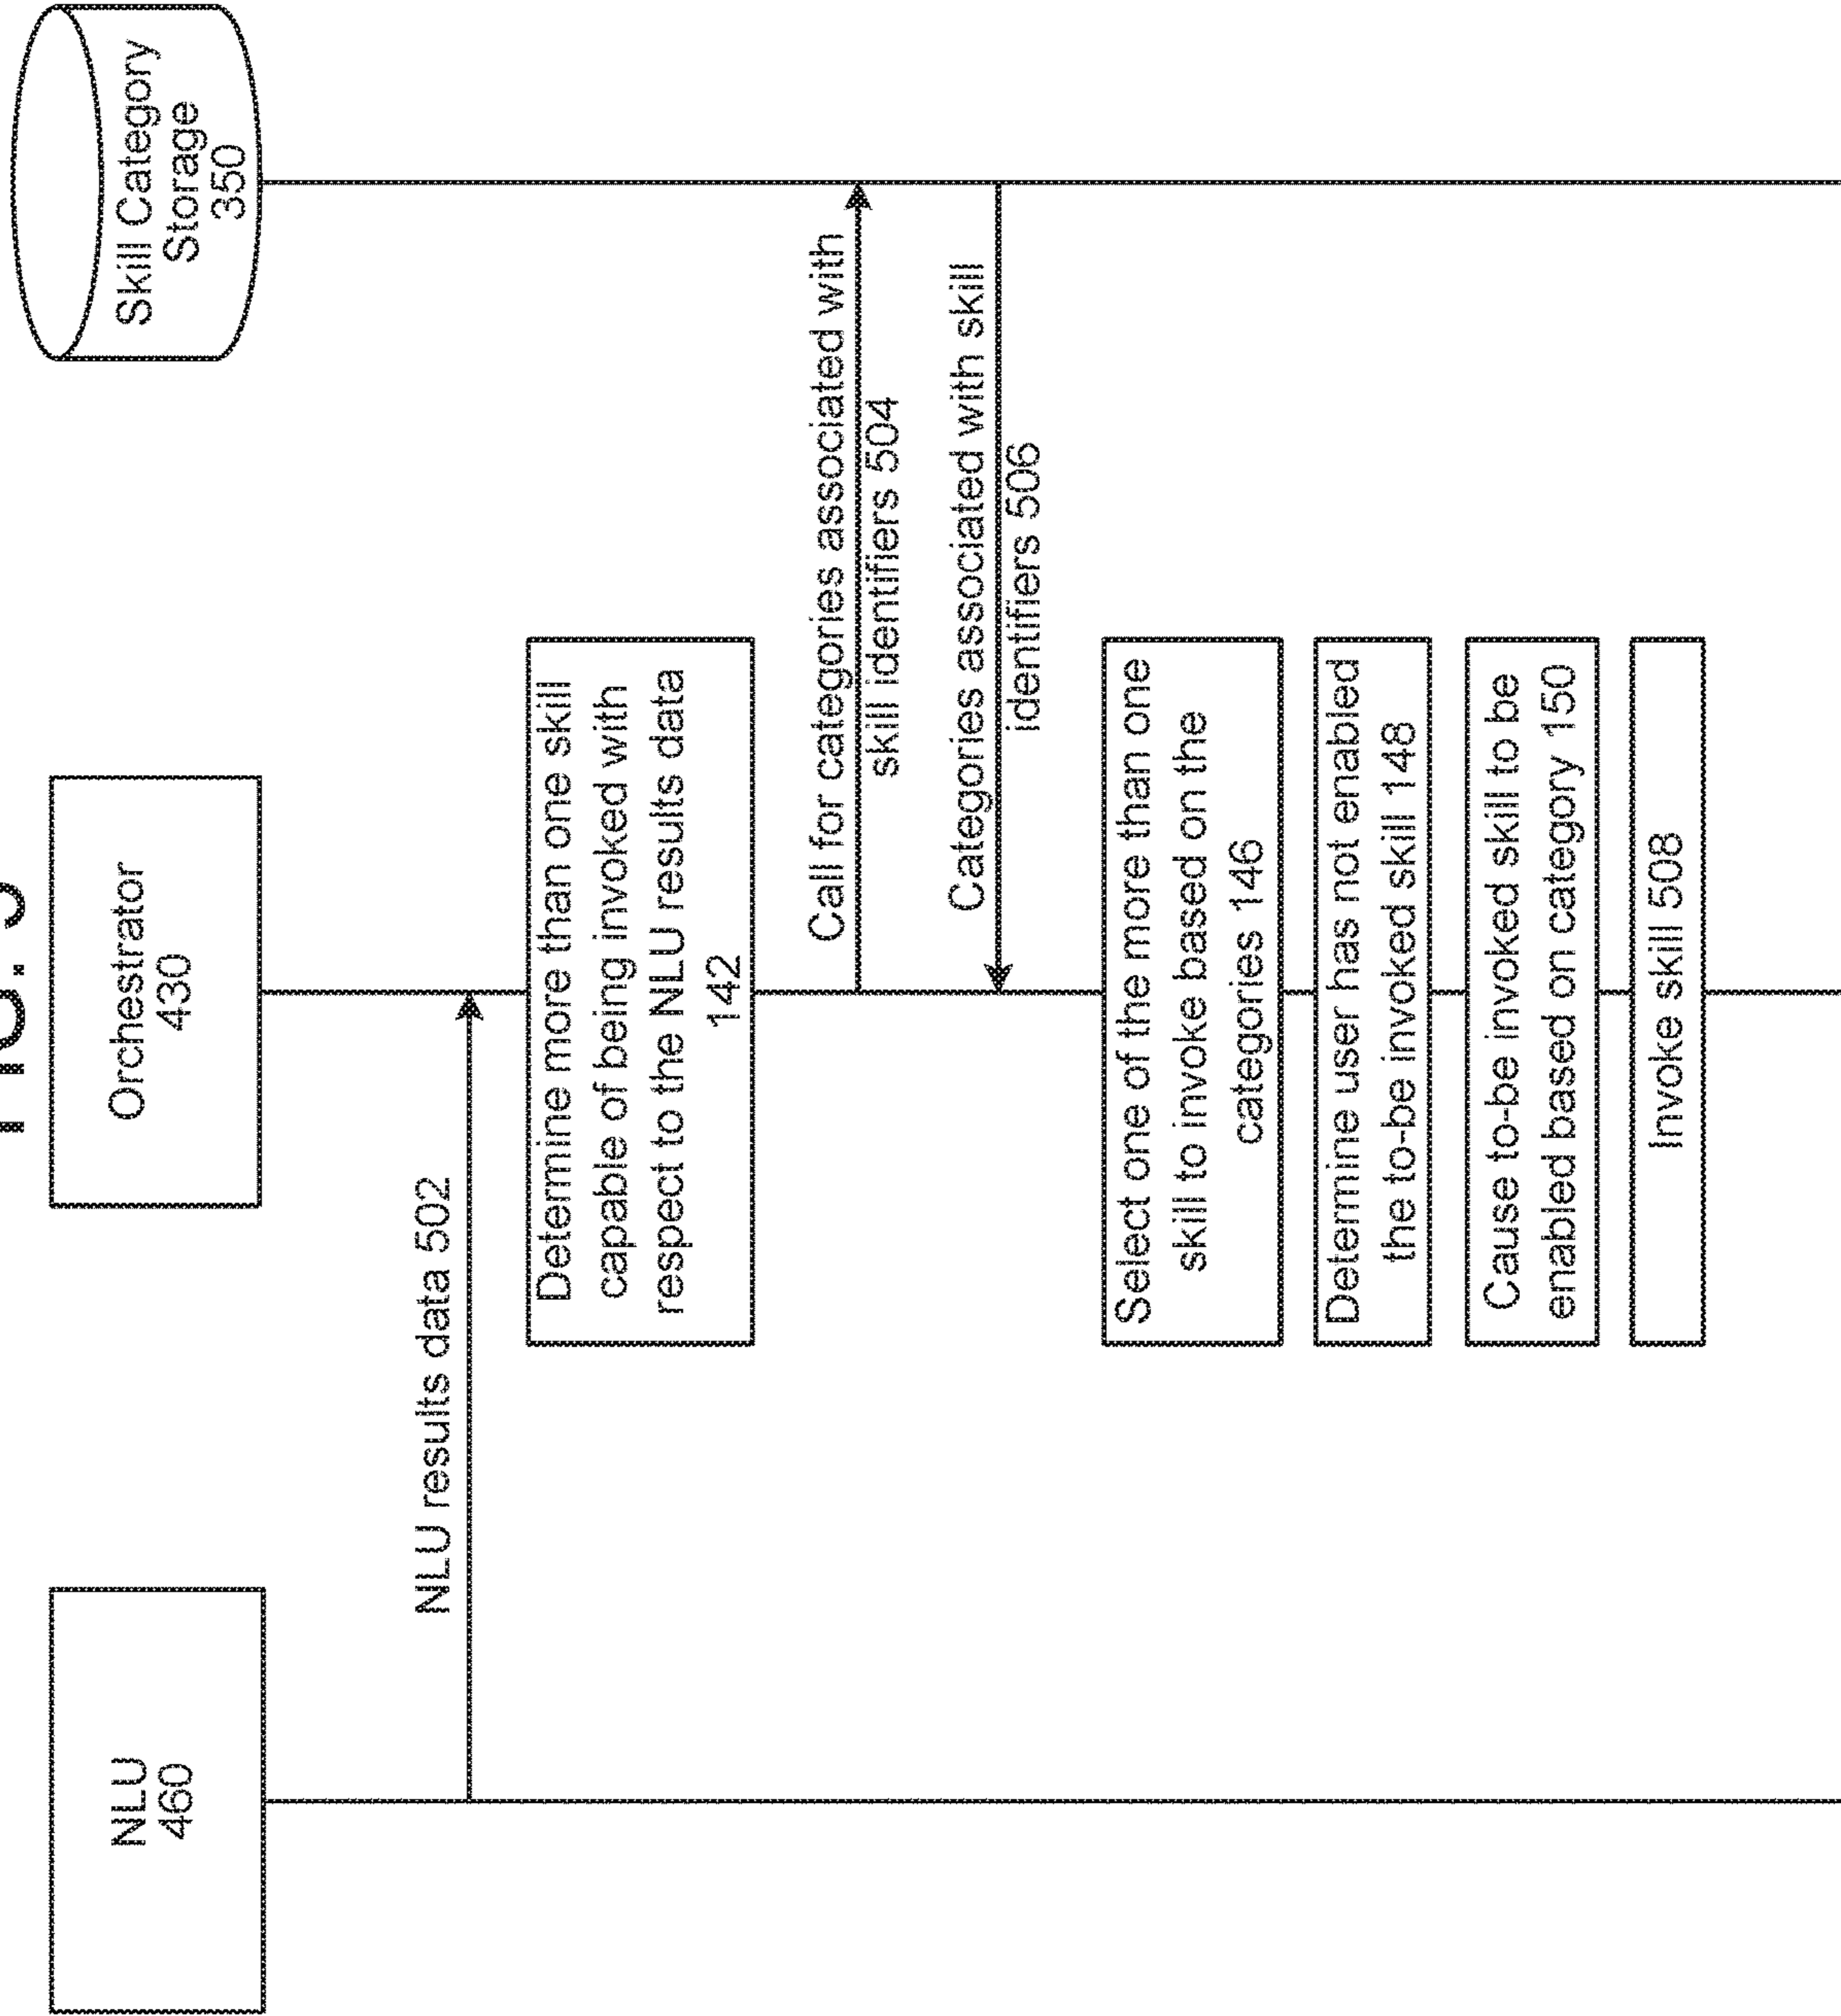 NLU
460
Orchestrator
430
Skill Category
Storage
350
NLU results data 502
Determine more than one skill
capable of being invoked with
respect to the NLU results data
142
Call for categories associated with
skill identifiers 504
Categories associated with skill
identifiers 506
Select one of the more than one
skill to invoke based on the
categories 146
Determine user has not enabled
the to-be invoked skill 148
Cause to-be invoked skill to be
enabled based on category 150
Invoke skill 508